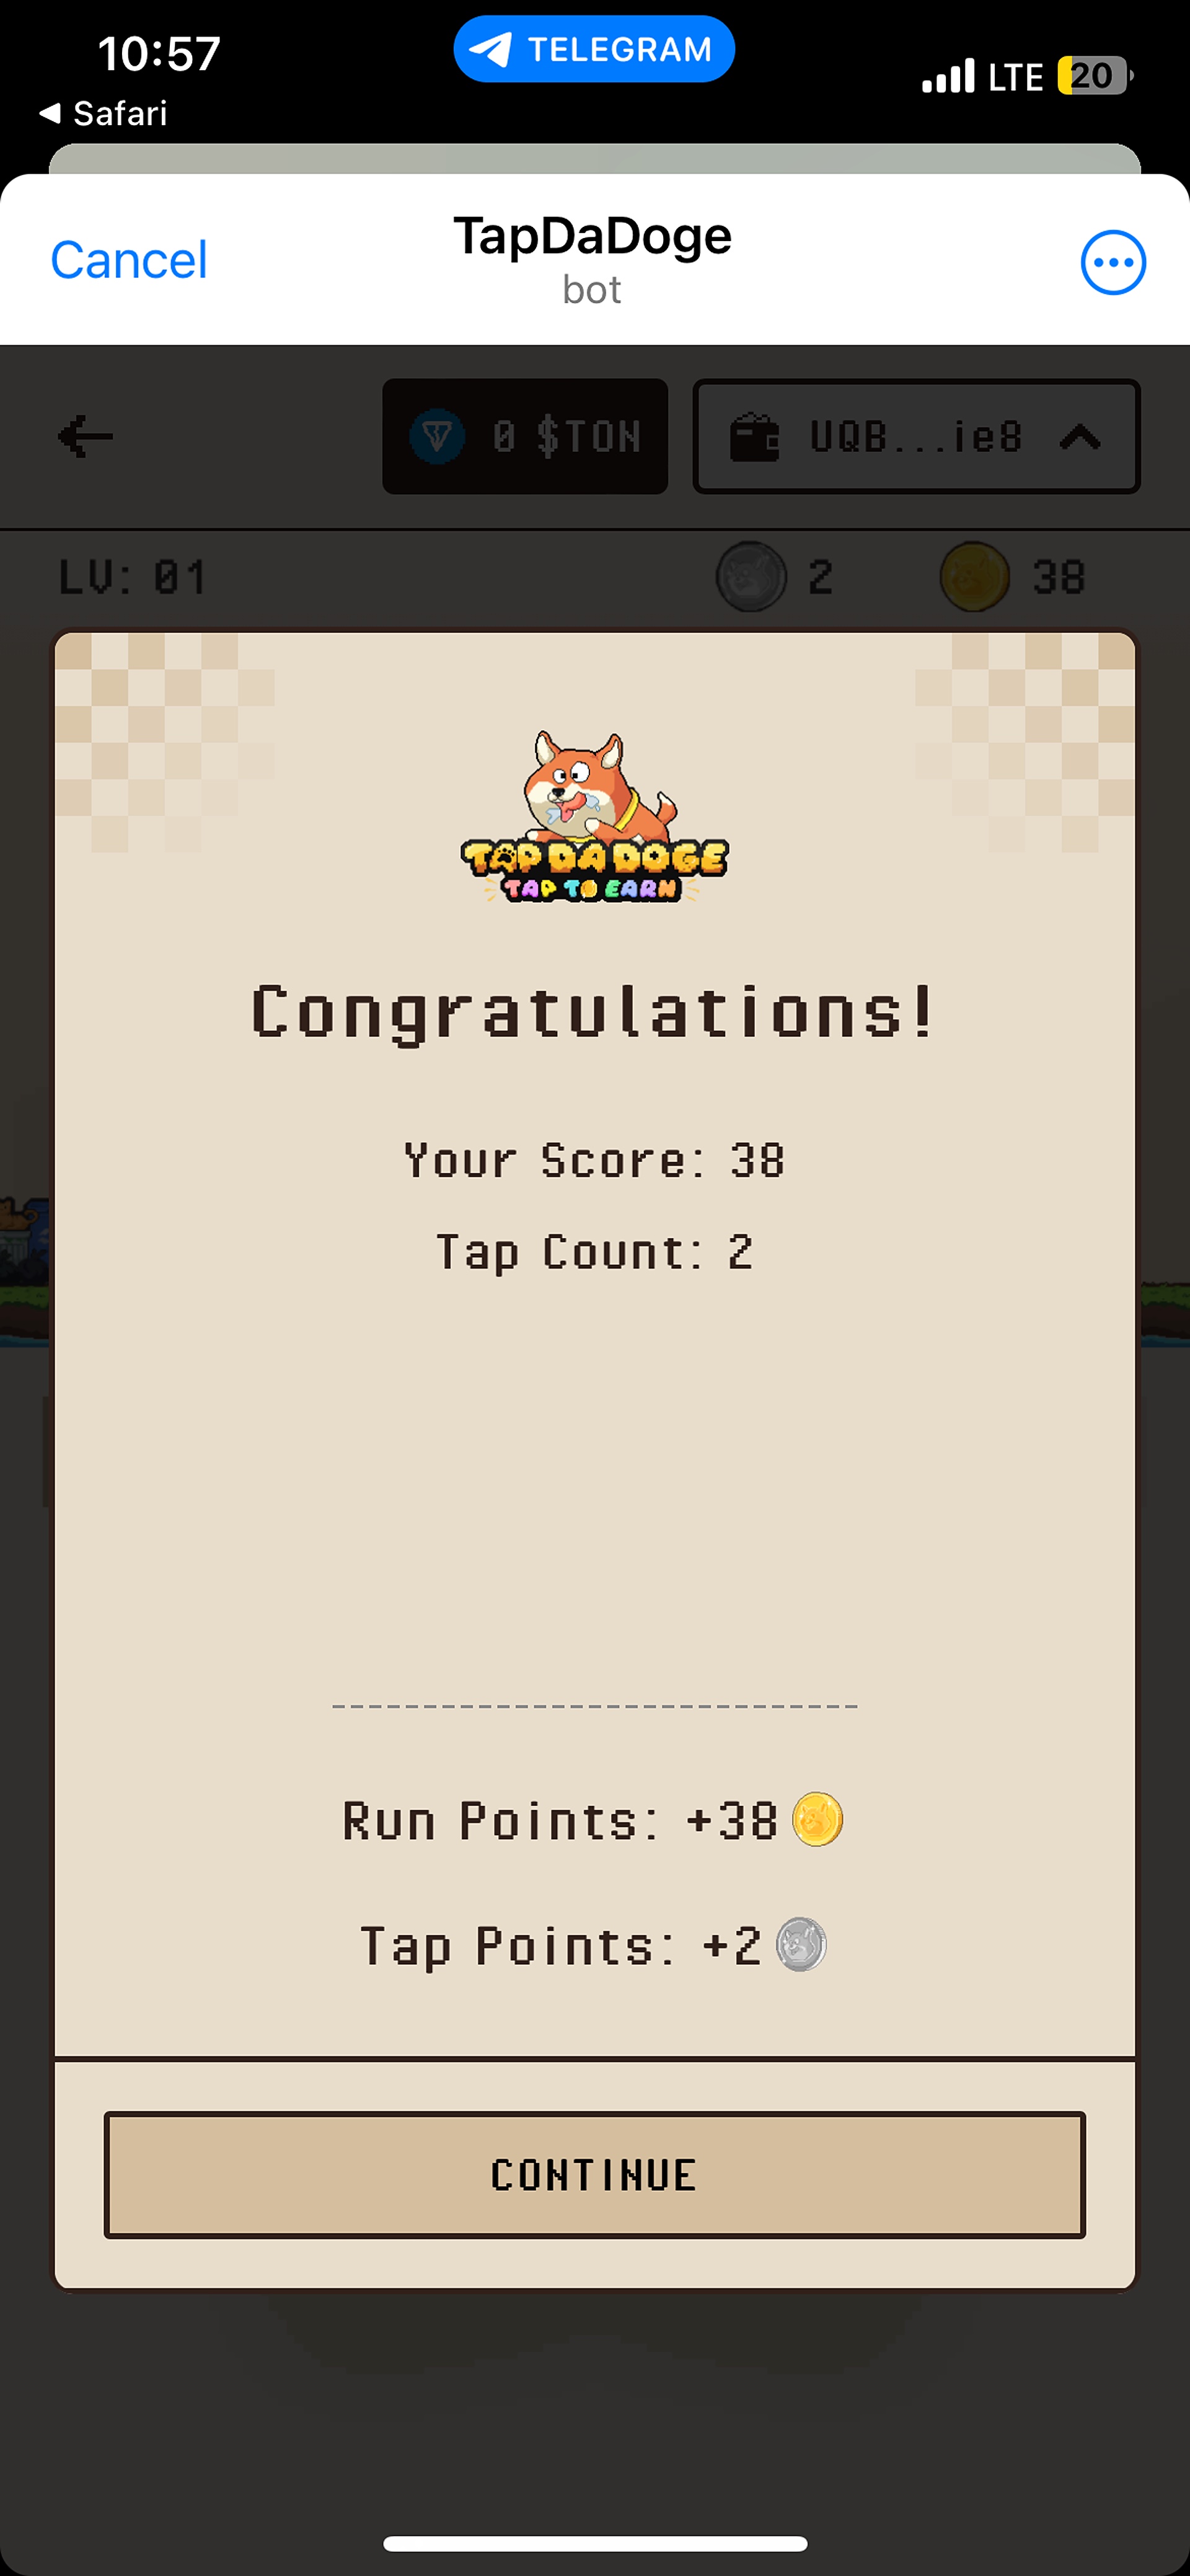 10:57
TELEGRAM
LTE 20
◀ Safari
Cancel
TapDaDoge
bot
0 $TON
UQB...ie8
LV: 01
2
38
TAP DA DOGE
TAP TO EARN
Congratulations!
Your Score: 38
Tap Count: 2
Run Points: +38
Tap Points: +2
CONTINUE